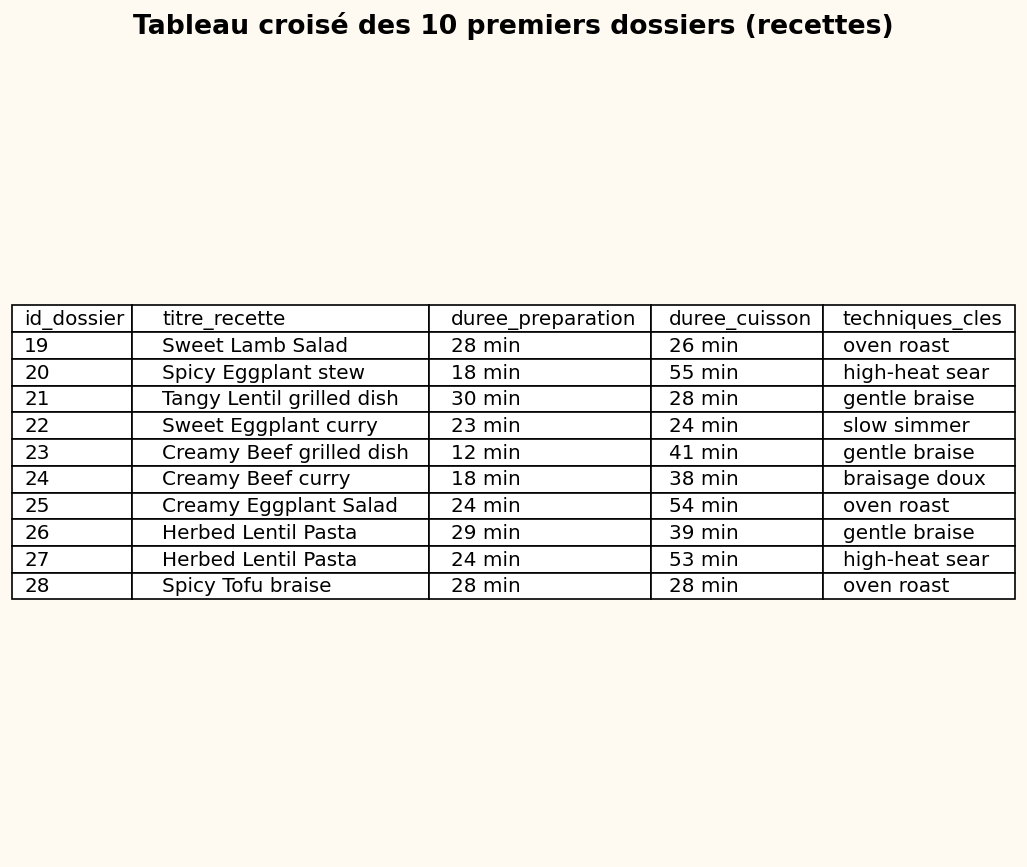 Tableau croisé des 10 premiers dossiers (recettes)
id_dossier titre_recette duree_preparation duree_cuisson techniques_cles
19 Sweet Lamb Salad 28 min 26 min oven roast
20 Spicy Eggplant stew 18 min 55 min high-heat sear
21 Tangy Lentil grilled dish 30 min 28 min gentle braise
22 Sweet Eggplant curry 23 min 24 min slow simmer
23 Creamy Beef grilled dish 12 min 41 min gentle braise
24 Creamy Beef curry 18 min 38 min braisage doux
25 Creamy Eggplant Salad 24 min 54 min oven roast
26 Herbed Lentil Pasta 29 min 39 min gentle braise
27 Herbed Lentil Pasta 24 min 53 min high-heat sear
28 Spicy Tofu braise 28 min 28 min oven roast